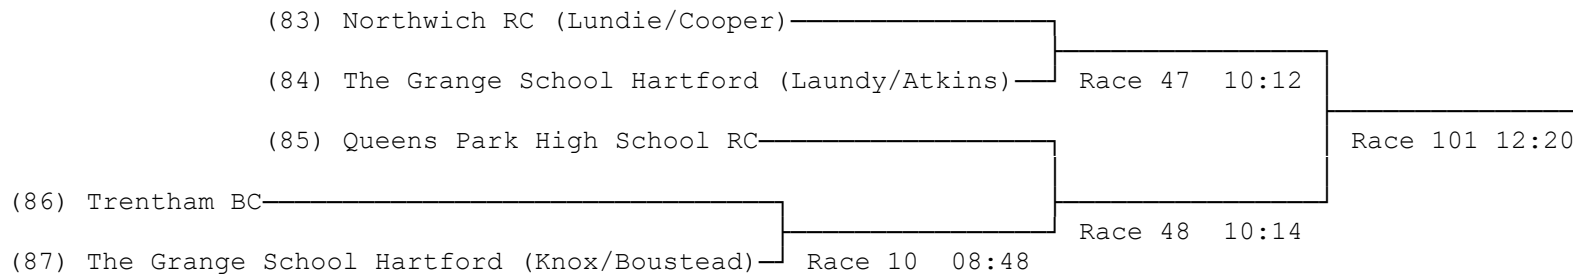 (83) Northwich RC (Lundie/Cooper)
(84) The Grange School Hartford (Laundy/Atkins) Race 47 10:12
(85) Queens Park High School RC Race 101 12:20
(86) Trentham BC
Race 48 10:14
(87) The Grange School Hartford (Knox/Boustead) Race 10 08:48